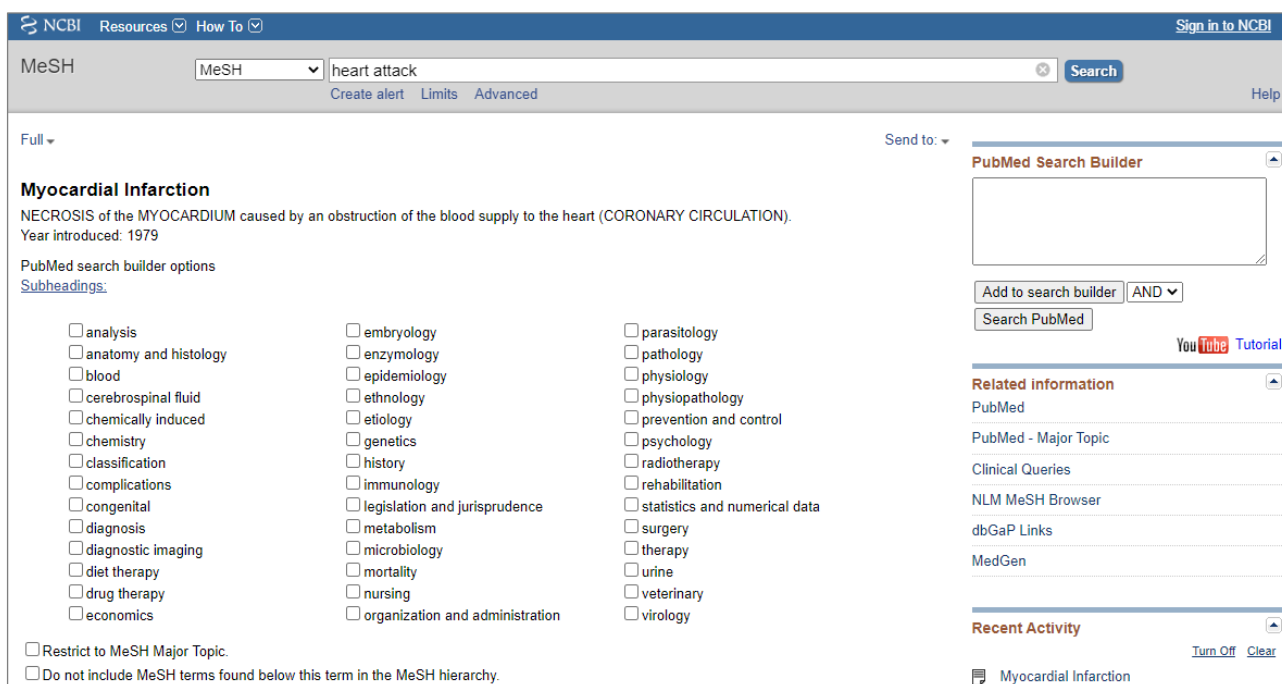 NCBI Resources How To Sign in to NCBI
MeSH MeSH heart attack Search
Create alert Limits Advanced Help
Full Send to:
Myocardial Infarction
NECROSIS of the MYOCARDIUM caused by an obstruction of the blood supply to the heart (CORONARY CIRCULATION).
Year introduced: 1979
PubMed search builder options
Subheadings:
analysis embryology parasitology
anatomy and histology enzymology pathology
blood epidemiology physiology
cerebrospinal fluid ethnology physiopathology
chemically induced etiology prevention and control
chemistry genetics psychology
classification history radiotherapy
complications immunology rehabilitation
congenital legislation and jurisprudence statistics and numerical data
diagnosis metabolism surgery
diagnostic imaging microbiology therapy
diet therapy mortality urine
drug therapy nursing veterinary
economics organization and administration virology
Restrict to MeSH Major Topic.
Do not include MeSH terms found below this term in the MeSH hierarchy.
PubMed Search Builder
Add to search builder AND
Search PubMed
YouTube Tutorial
Related information
PubMed
PubMed - Major Topic
Clinical Queries
NLM MeSH Browser
dbGaP Links
MedGen
Recent Activity
Turn Off Clear
Myocardial Infarction